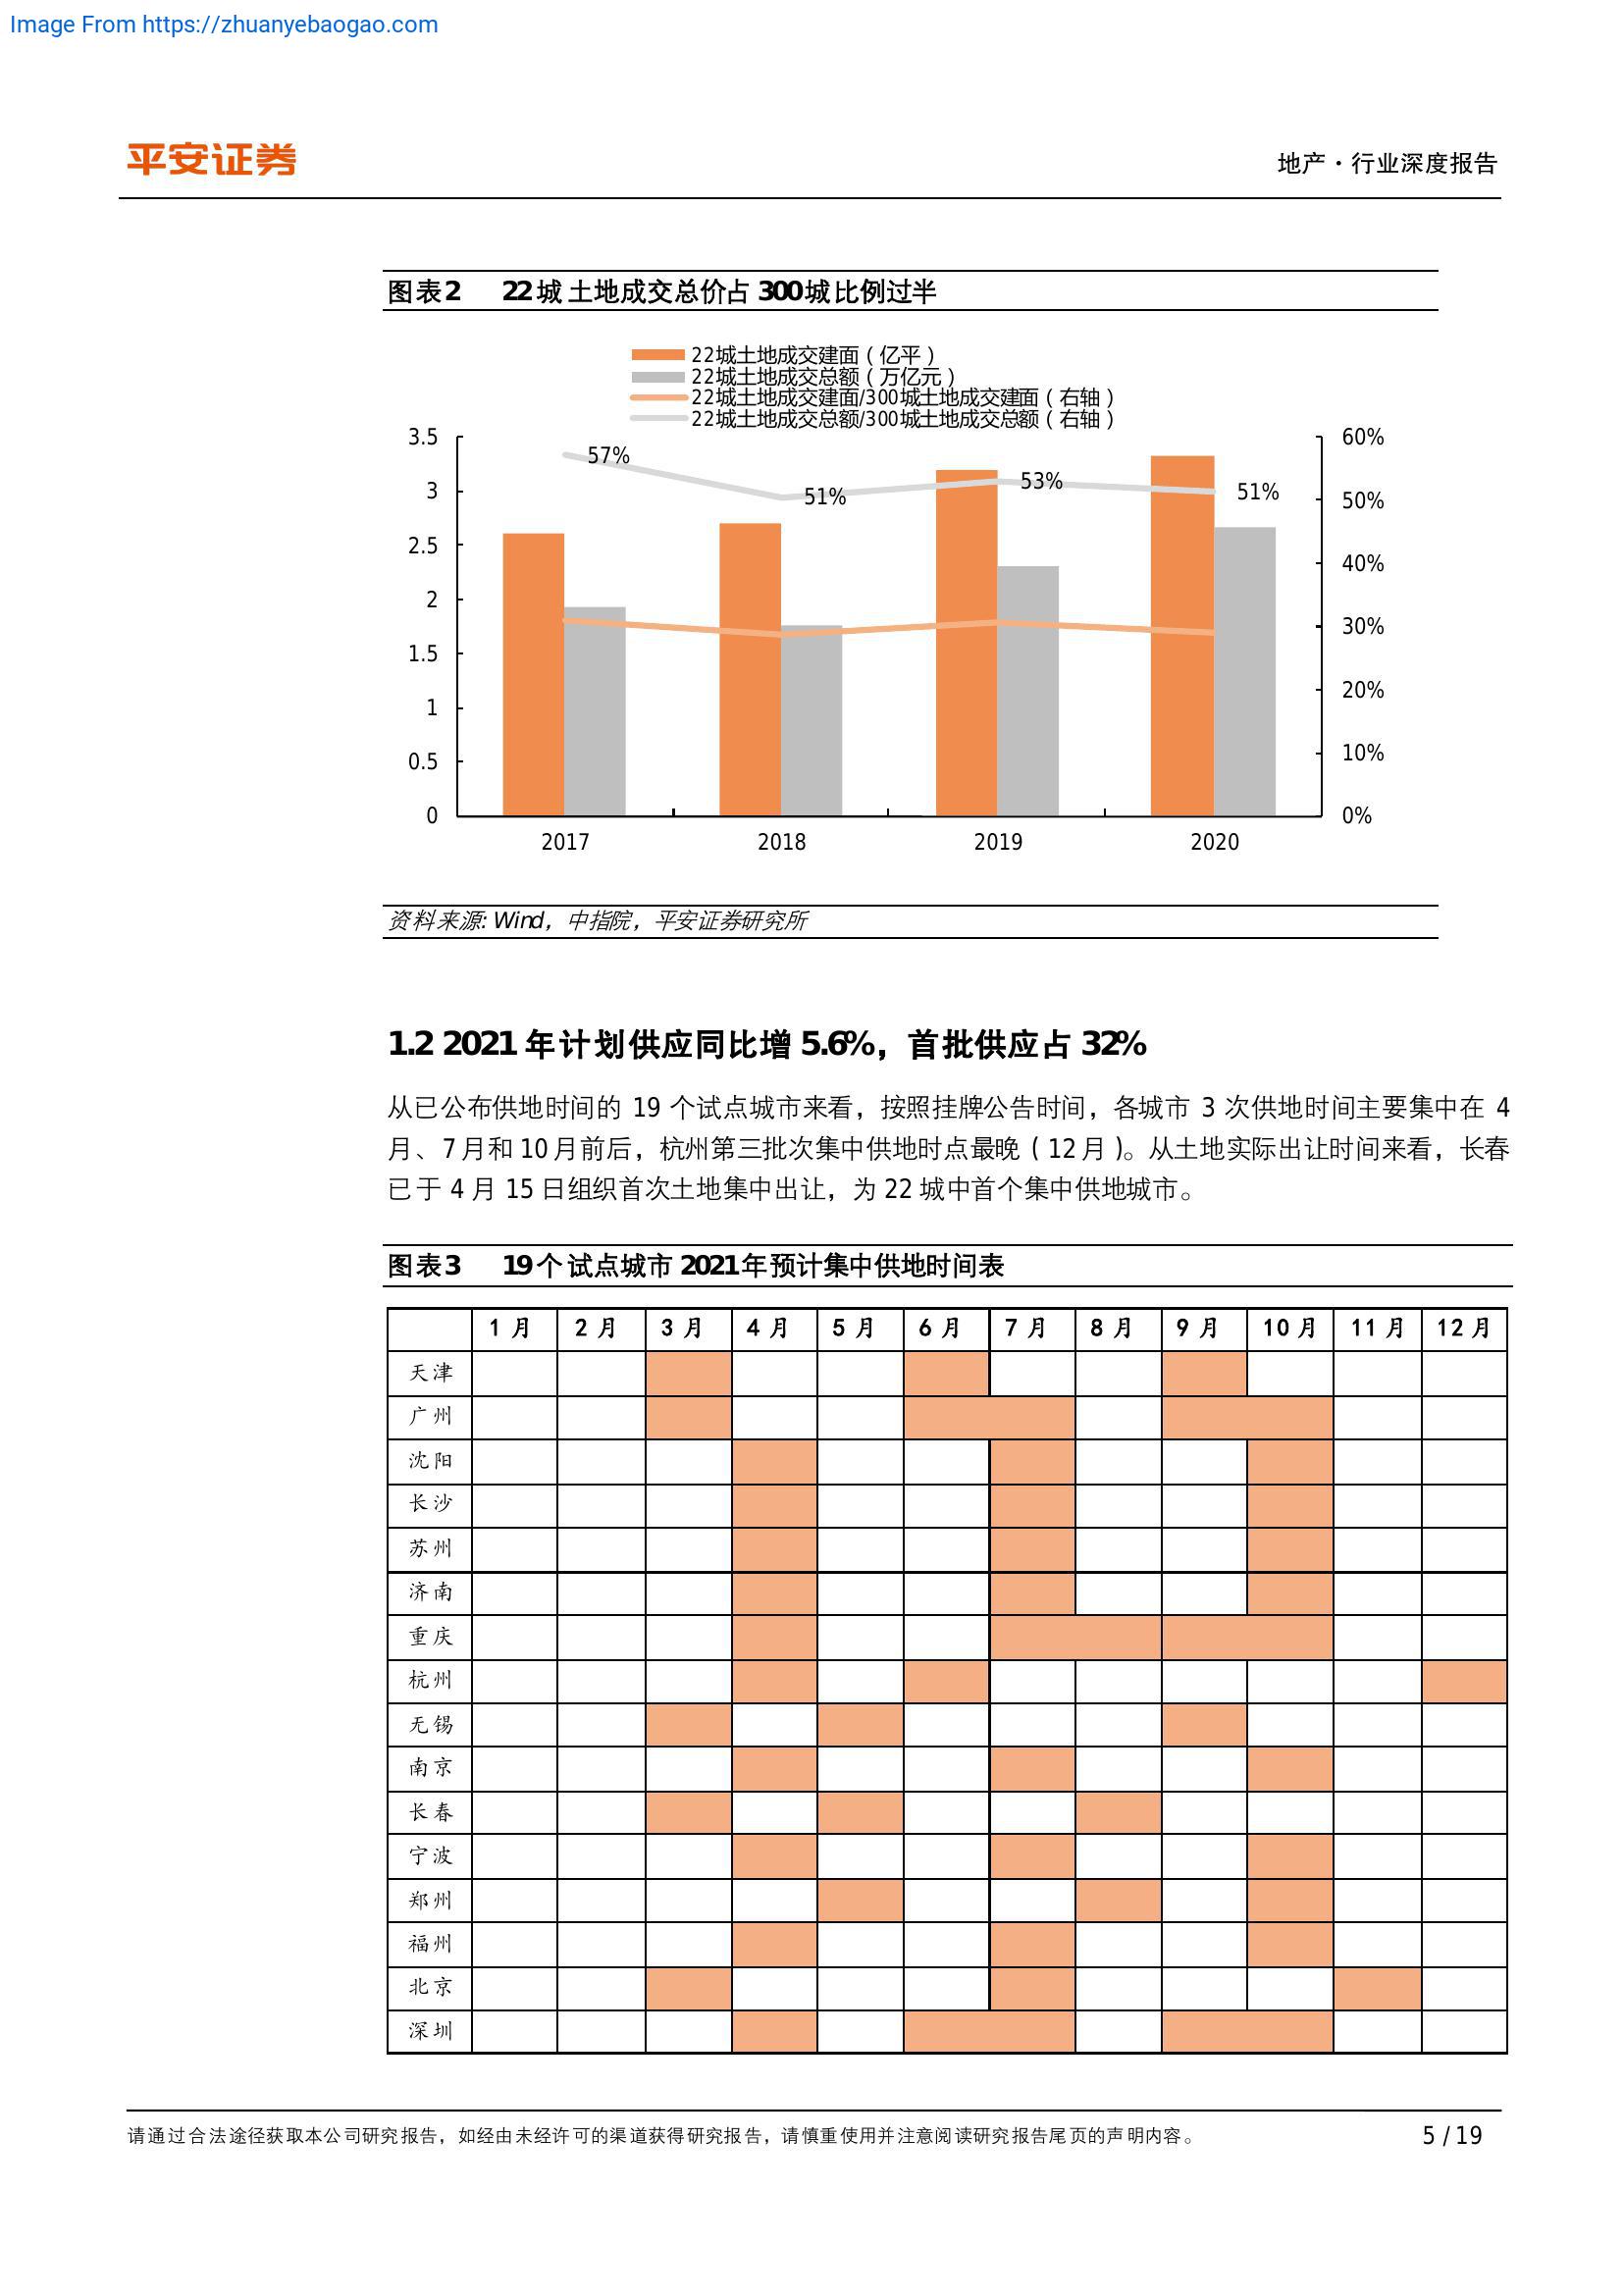 Image From https://zhuanyebaogao.com
平安证券
地产·行业深度报告
图表2 22城土地成交总价占300城比例过半
22城土地成交建面（亿平）
22城土地成交总额（万亿元）
22城土地成交建面/300城土地成交建面（右轴）
22城土地成交总额/300城土地成交总额（右轴）
3.5 60%
57%
3 51% 53% 51% 50%
2.5 40%
2 30%
1.5 20%
1 10%
0.5
0 0%
2017 2018 2019 2020
资料来源: Wind，中指院，平安证券研究所
1.2 2021年计划供应同比增5.6%，首批供应占32%
从已公布供地时间的 19 个试点城市来看，按照挂牌公告时间，各城市 3 次供地时间主要集中在 4
月、7月和10月前后，杭州第三批次集中供地时点最晚（12月）。从土地实际出让时间来看，长春
已于 4 月 15 日组织首次土地集中出让，为 22 城中首个集中供地城市。
图表3 19个试点城市2021年预计集中供地时间表
1月 2月 3月 4月 5月 6月 7月 8月 9月 10月 11月 12月
天津
广州
沈阳
长沙
苏州
济南
重庆
杭州
无锡
南京
长春
宁波
郑州
福州
北京
深圳
请通过合法途径获取本公司研究报告，如经由未经许可的渠道获得研究报告，请慎重使用并注意阅读研究报告尾页的声明内容。
5 / 19